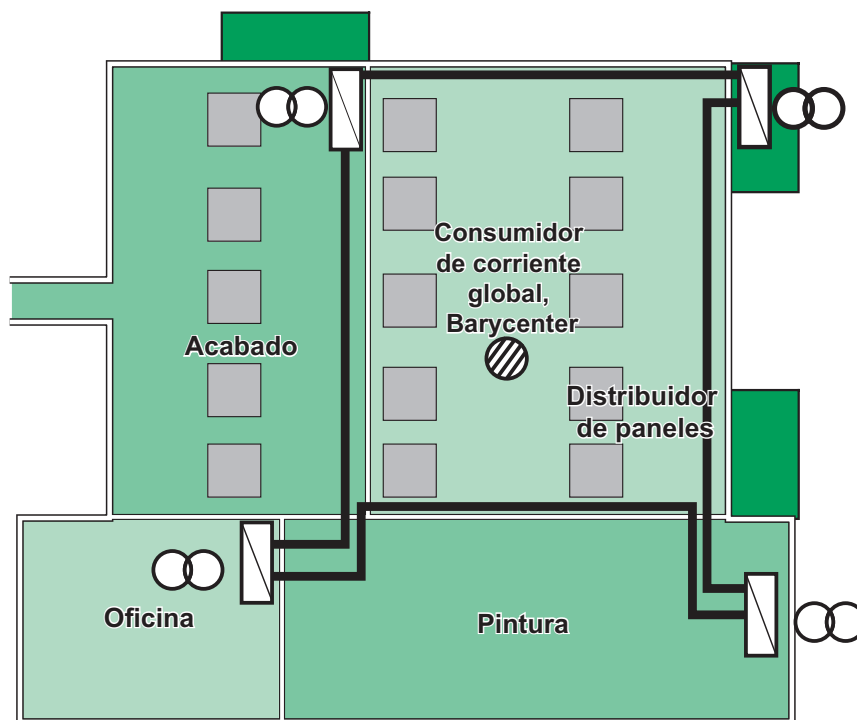 Consumidor
de corriente
global,
Barycenter
Acabado
Distribuidor
de paneles
Oficina
Pintura